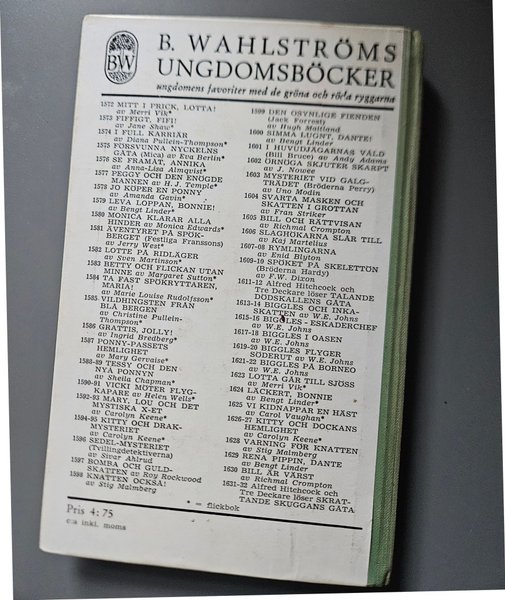 BW
B. WAHLSTRÖMS
UNGDOMSBÖCKER
ungdomens favoriter med de gröna och röda ryggarna
1572 MITT I PRICK, LOTTA!
av Merri Vik*
1573 FIFFIGT, FIFI!
av Jane Shaw*
1574 I FULL KARRIÄR
av Diana Pullein-Thompson*
1575 FÖRSVUNNA NYCKELNS
GÅTA (Mica) av Eva Berlin*
1576 SE FRAMÅT, ANNIKA
av Anna-Lisa Almqvist*
1577 PEGGY OCH DEN ENÖGDE
MANNEN av H. J. Temple*
1578 JO KÖPER EN PONNY
av Amanda Gavin*
1579 LEVA LOPPAN, BONNIE!
av Bengt Linder*
1580 MONICA KLARAR ALLA
HINDER av Monica Edwards*
1581 ÄVENTYRET PÅ SPÖK-
BERGET (Festliga Franssons)
av Jerry West*
1582 LOTTE PÅ RIDLÄGER
av Sven Martinson*
1583 BETTY OCH FLICKAN UTAN
MINNE av Margaret Sutton*
1584 TA FAST SPÖKRYTTAREN,
MARIA!
av Marie Louise Rudolfsson*
1585 VILDHINGSTEN FRÅN
BLÅ BERGEN
av Christine Pullein-
Thompson*
1586 GRATTIS, JOLLY!
av Ingrid Bredberg*
1587 PONNY-PASSETS
HEMLIGHET
av Mary Gervaise*
1588-89 TESSY OCH DEN
NYA PONNYN
av Sheila Chapman*
1590-91 VICKI MÖTER FLYG-
KAPARE av Helen Wells*
1592-93 MARY, LOU OCH DET
MYSTISKA X-ET
av Carolyn Keene*
1594-95 KITTY OCH DRAK-
MYSTERIET
av Carolyn Keene*
1596 SEDEL-MYSTERIET
(Tvillingdetektiverna)
av Sivar Ahlrud
1597 BOMBA OCH GULD-
SKATTEN av Roy Rockwood
1598 KNATTEN OCKSÅ!
av Stig Malmberg
1599 DEN OSYNLIGE FIENDEN
(Jack Forrest)
av Hugh Maitland
1600 SIMMA LUGNT, DANTE!
av Bengt Linder
1601 I HUVUDJÄGARNAS VÅLD
(Bill Bruce) av Andy Adams
1602 ÖRNÖGA SKJUTER SKARPT
av J. Nowée
1603 MYSTERIET VID GALG-
TRÄDET (Bröderna Perry)
av Uno Modin
1604 SVARTA MASKEN OCH
SKATTEN I GROTTAN
av Fran Striker
1605 BILL OCH RÄTTVISAN
av Richmal Crompton
1606 SLAGHÖKARNA SLÅR TILL
av Kaj Martelius
1607-08 RYMLINGARNA
av Enid Blyton
1609-10 SPÖKET PÅ SKELETTÖN
(Bröderna Hardy)
av F.W. Dixon
1611-12 Alfred Hitchcock och
Tre Deckare löser TALANDE
DÖDSKALLENS GÅTA
1613-14 BIGGLES OCH INKA-
SKATTEN av W.E. Johns
1615-16 BIGGLES - ESKADERCHEF
av W.E. Johns
1617-18 BIGGLES I ÖASEN
av W.E. Johns
1619-20 BIGGLES FLYGER
SÖDERUT av W.E. Johns
1621-22 BIGGLES PÅ BORNEO
av W.E. Johns
1623 LOTTA GÅR TILL SJÖSS
av Merri Vik*
1624 LÄCKERT, BONNIE
av Bengt Linder*
1625 VI KIDNAPPAR EN HÄST
av Carol Vaughan*
1626-27 KITTY OCH DOCKANS
HEMLIGHET
av Carolyn Keene*
1628 VARNING FÖR KNATTEN
av Stig Malmberg
1629 RENA PIPPIN, DANTE
av Bengt Linder
1630 BILL ÄR VÄRST
av Richmal Crompton
1631-32 Alfred Hitchcock och
Tre Deckare löser SKRAT-
TANDE SKUGGANS GÅTA
* = flickbok
Pris 4: 75
c:a inkl. moms